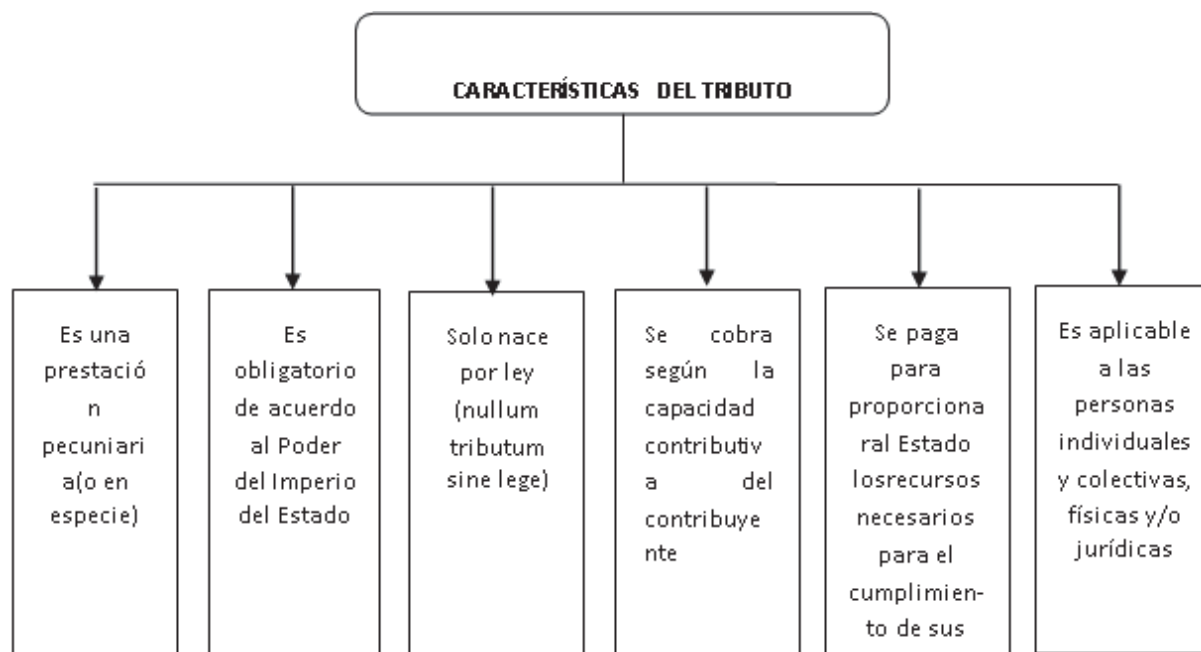 CARACTERÍSTICAS DEL TRIBUTO
Es una
prestació
n
pecuniari
a(o en
especie)
Es
obligatorio
de acuerdo
al Poder
del Imperio
del Estado
Solo nace
por ley
(nullum
tributum
sine lege)
Se cobra
según la
capacidad
contributiv
a del
contribuye
nte
Se paga
para
proporciona
ral Estado
losrecursos
necesarios
para el
cumplimien-
to de sus
Es aplicable
a las
personas
individuales
y colectivas,
físicas y/o
jurídicas